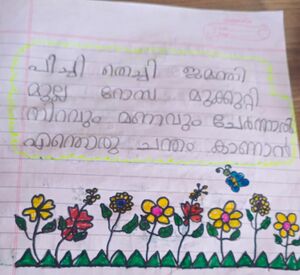 പിച്ചി തെച്ചി ജമന്തി
മുല്ല റോസ മുക്കുറ്റി
നിറവും മണവും ചേർന്നാൽ
എന്തൊരു ചന്തം കാണാൻ